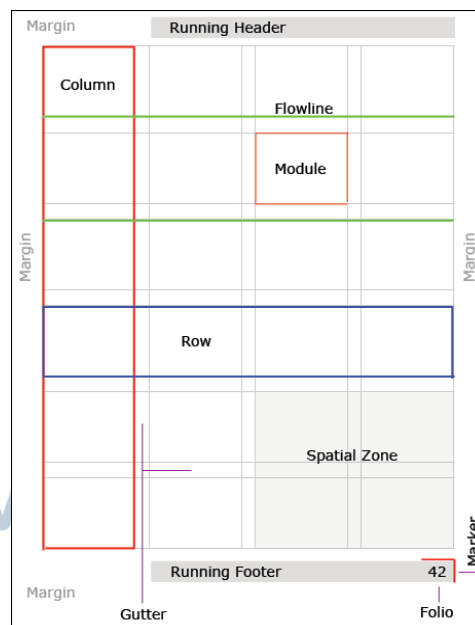 Margin
Running Header
Column
Flowline
Module
Margin
Margin
Row
Spatial Zone
Marker
Running Footer
42
Margin
Gutter
Folio